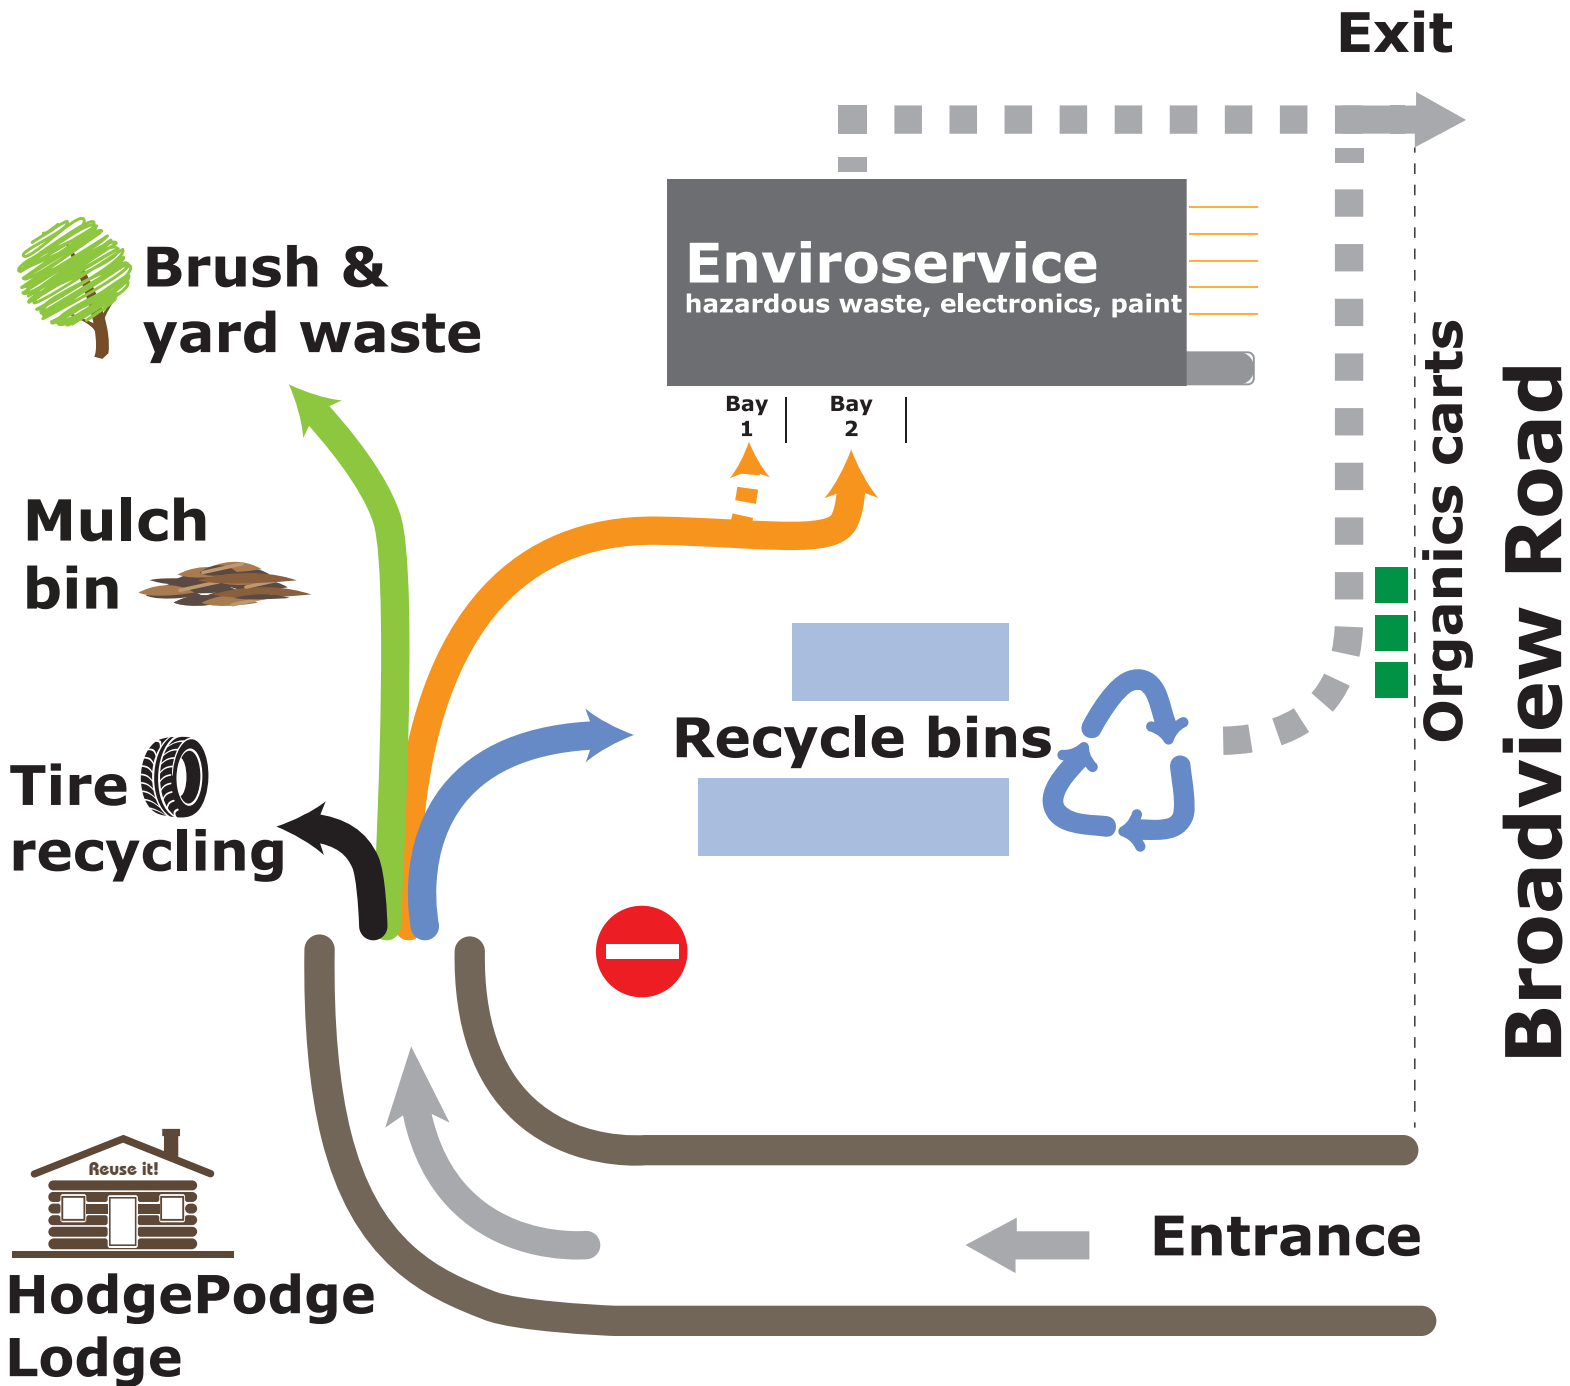 Exit
Enviroservice
hazardous waste, electronics, paint
Brush &
yard waste
Bay
1
Bay
2
Mulch
bin
Organics carts
Broadview Road
Recycle bins
Tire
recycling
Reuse it!
HodgePodge
Lodge
Entrance